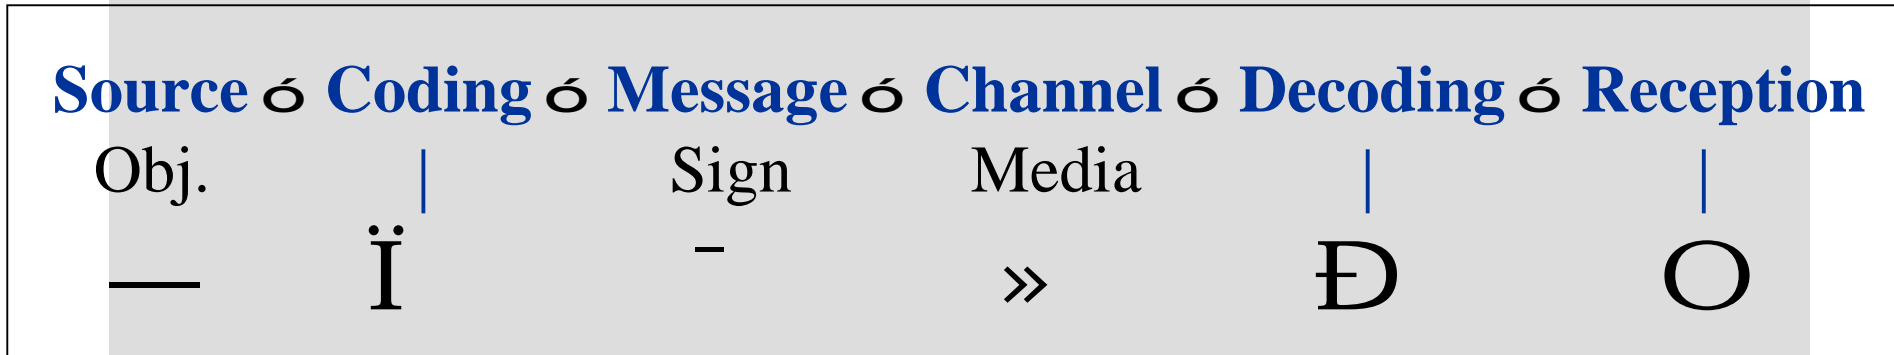 Source ó Coding ó Message ó Channel ó Decoding ó Reception
Obj. | Sign Media | |
— Ï ¯ » Ð O